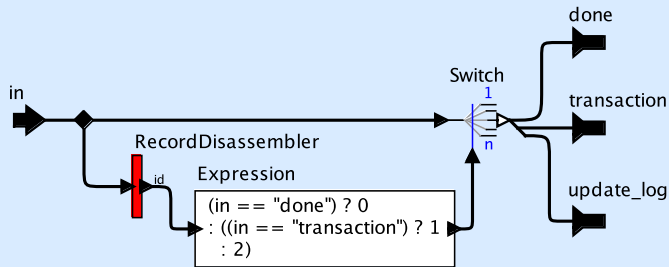 done
Switch
in
1
transaction
n
RecordDisassembler
id
Expression
(in == "done") ? 0
: ((in == "transaction") ? 1
: 2)
update_log